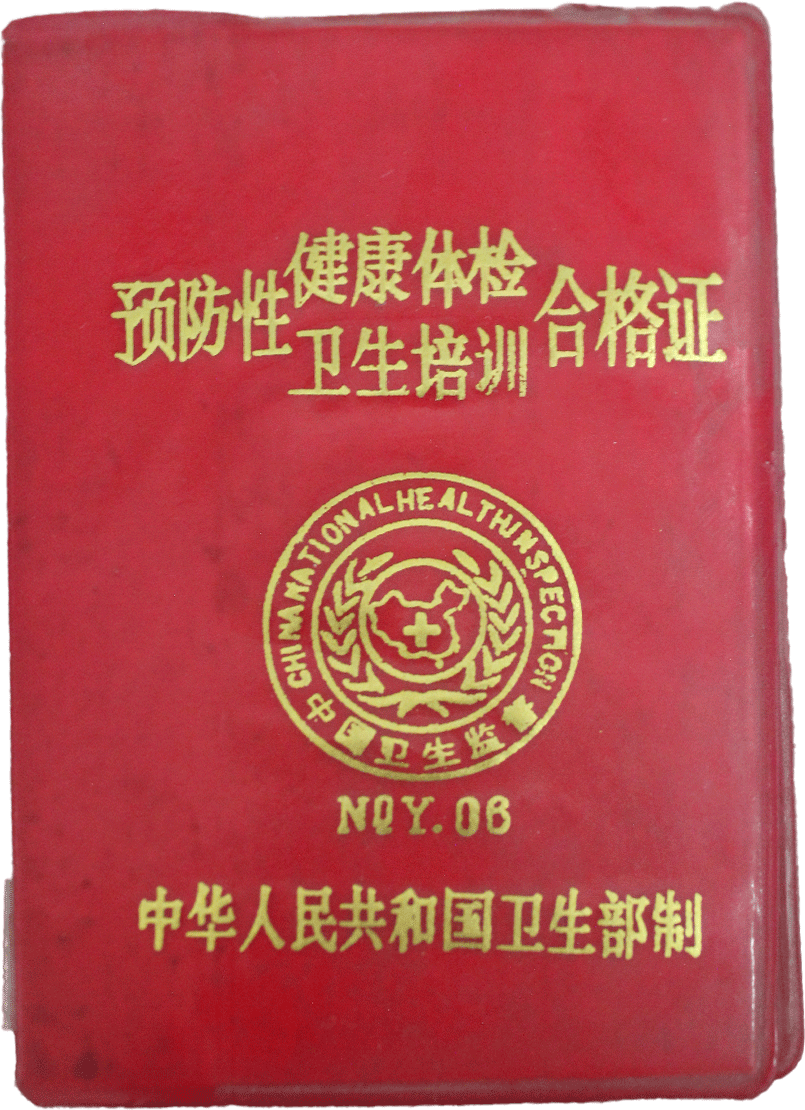 预防性健康体检卫生培训合格证
CHINA NATIONAL HEALTH INSPECTION
中国卫生监督
NQY.06
中华人民共和国卫生部制